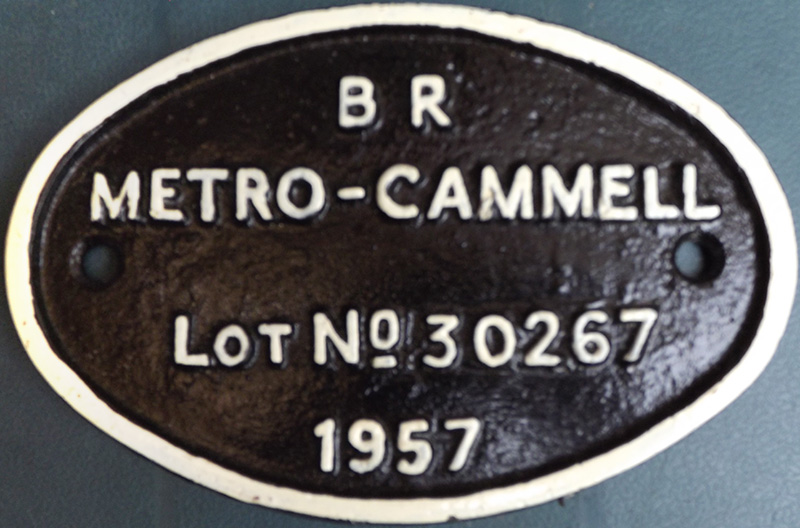 B R
METRO-CAMMELL
LOT Nº 30267
1957